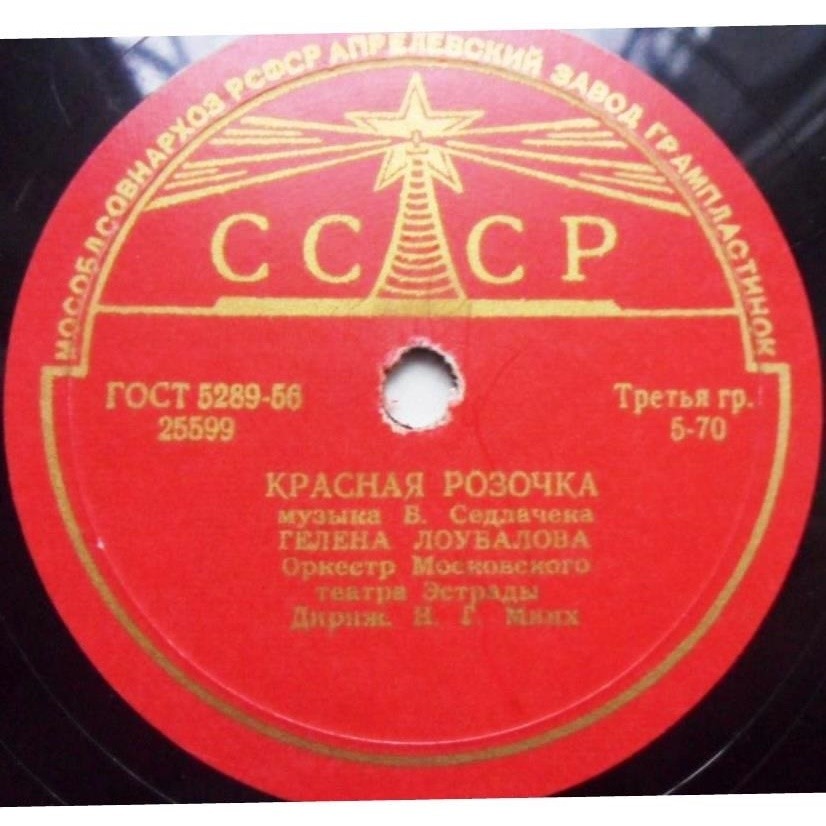 МОСОБЛСОВНАРХОЗ РСФСР АПРЕЛЕВСКИЙ ЗАВОД ГРАМПЛАСТИНОК
СССР
ГОСТ 5289-56
25599
Третья гр.
5-70
КРАСНАЯ РОЗОЧКА
музыка В. Седлачека
ГЕЛЕНА ЛОУБАЛОВА
Оркестр Московского
театра Эстрады
Дириж. Н. Г. Минх